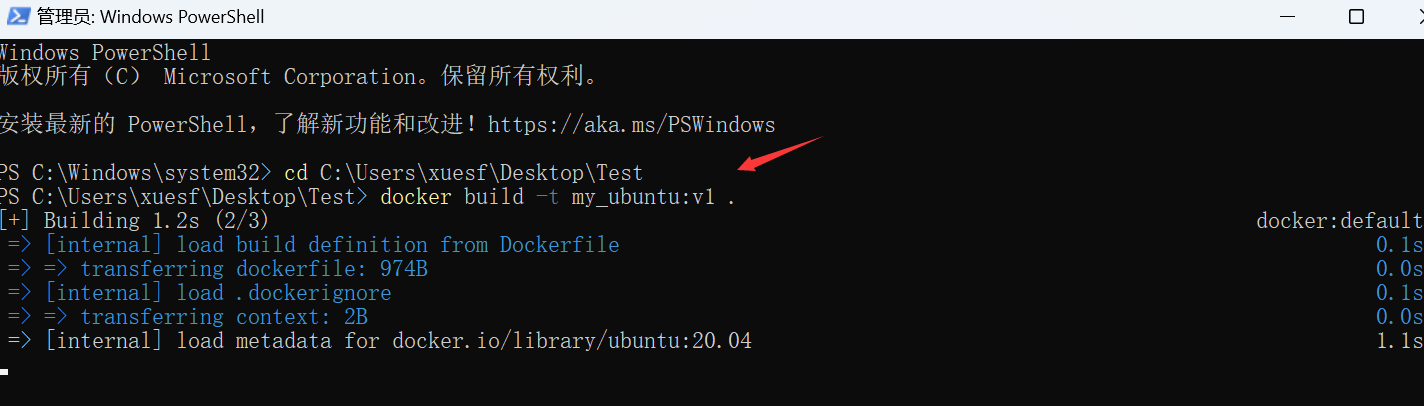 管理员: Windows PowerShell
Windows PowerShell
版权所有（C） Microsoft Corporation。保留所有权利。
安装最新的 PowerShell，了解新功能和改进！https://aka.ms/PSWindows
PS C:\Windows\system32> cd C:\Users\xuesf\Desktop\Test
PS C:\Users\xuesf\Desktop\Test> docker build -t my_ubuntu:v1 .
[+] Building 1.2s (2/3) docker:default
=> [internal] load build definition from Dockerfile 0.1s
=> => transferring dockerfile: 974B 0.0s
=> [internal] load .dockerignore 0.1s
=> => transferring context: 2B 0.0s
=> [internal] load metadata for docker.io/library/ubuntu:20.04 1.1s